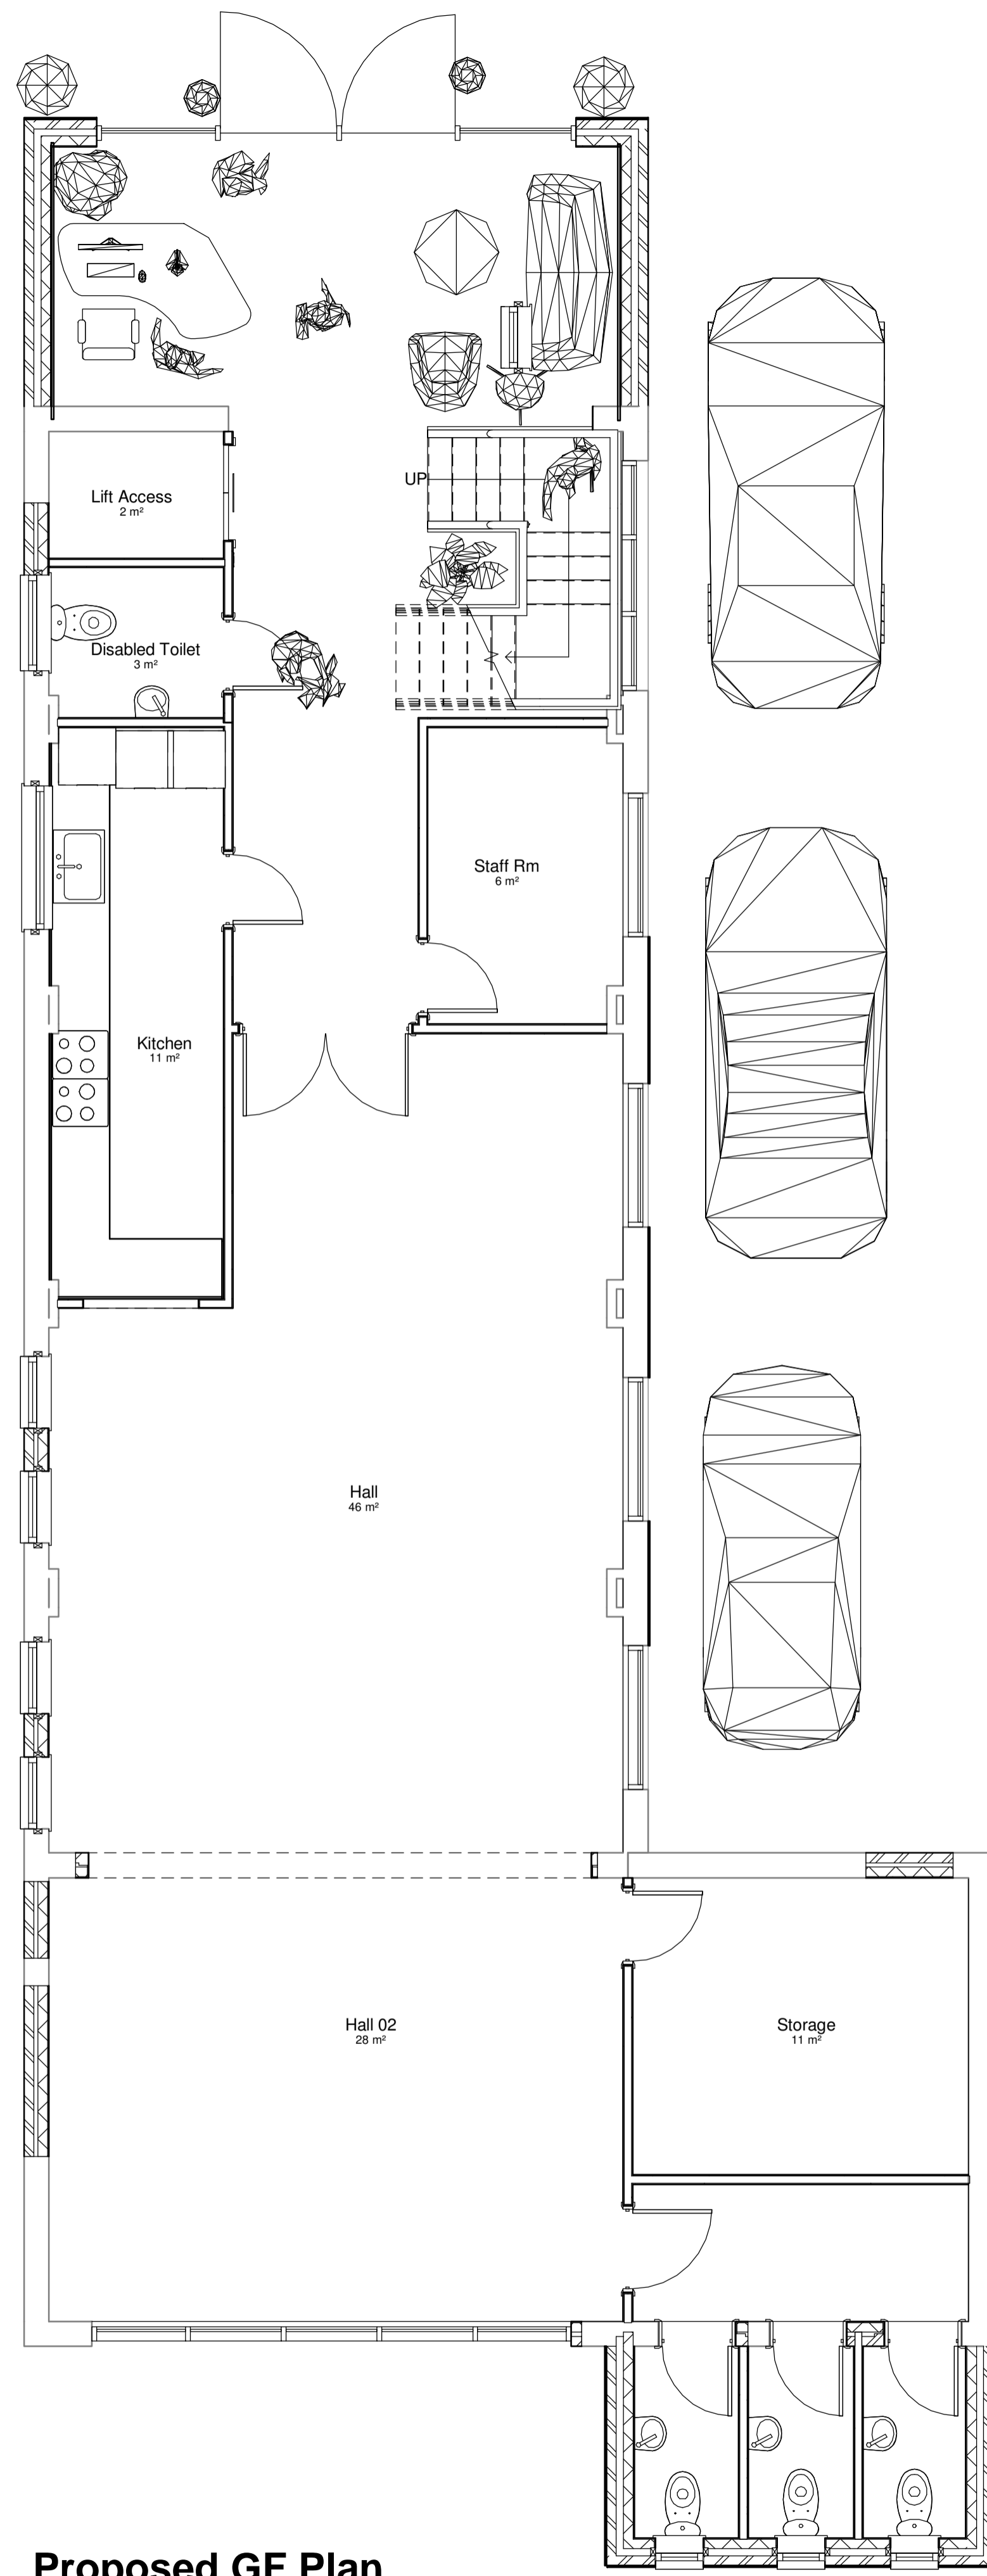 UP
Lift Access
2 m²
Disabled Toilet
3 m²
Staff Rm
6 m²
Kitchen
11 m²
Hall
46 m²
Hall 02
28 m²
Storage
11 m²
Proposed GF Plan